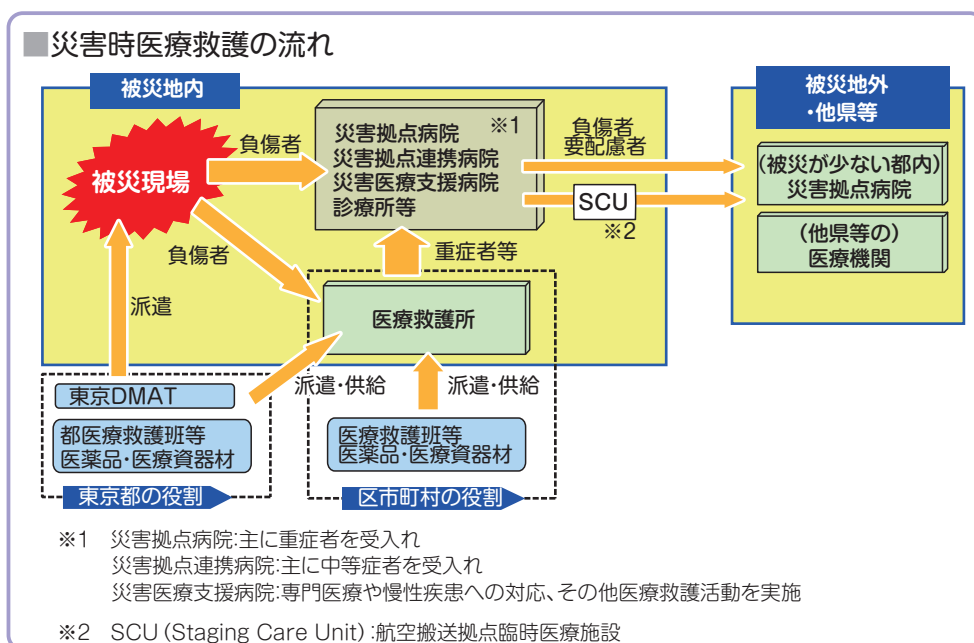 ■災害時医療救護の流れ
被災地内
被災地外
・他県等
被災現場
負傷者
災害拠点病院 ※1
災害拠点連携病院
災害医療支援病院
診療所等
負傷者
要配慮者
SCU
※2
(被災が少ない都内)
災害拠点病院
(他県等の)
医療機関
負傷者
重症者等
医療救護所
派遣
派遣・供給
派遣・供給
東京DMAT
都医療救護班等
医薬品・医療資器材
東京都の役割
医療救護班等
医薬品・医療資器材
区市町村の役割
※1 災害拠点病院:主に重症者を受入れ
災害拠点連携病院:主に中等症者を受入れ
災害医療支援病院:専門医療や慢性疾患への対応、その他医療救護活動を実施
※2 SCU(Staging Care Unit):航空搬送拠点臨時医療施設